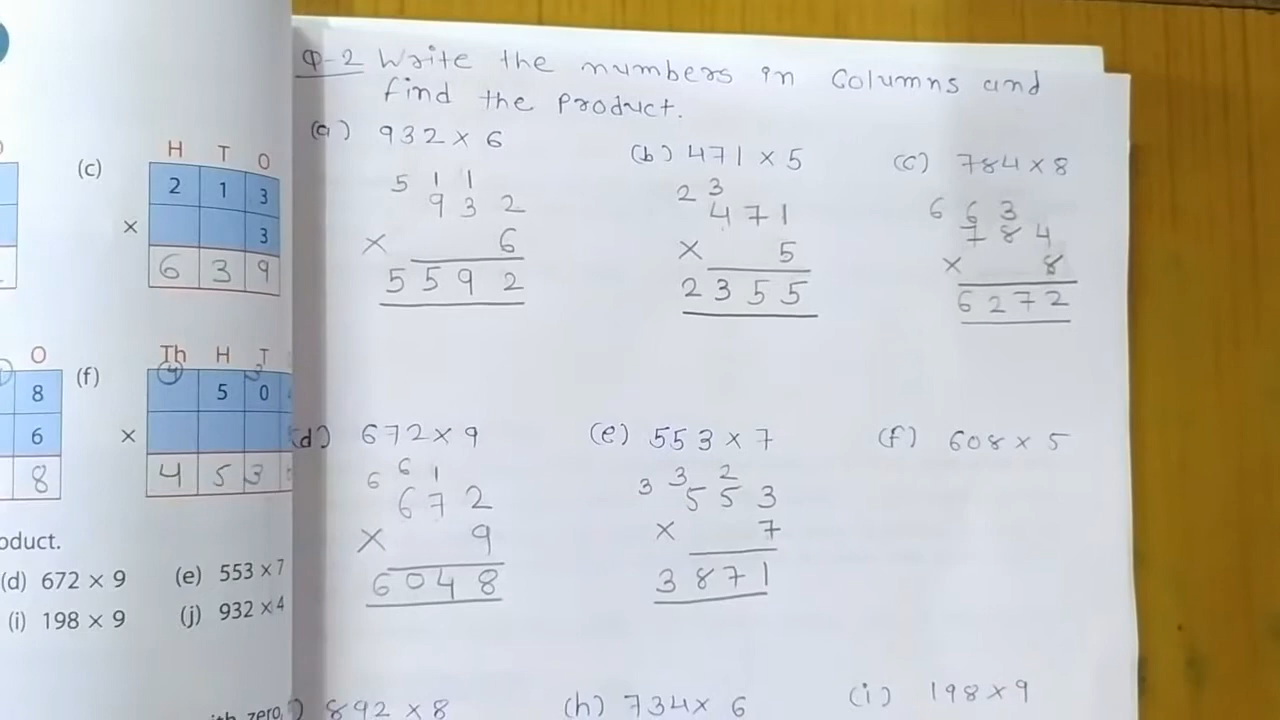 (c)
H T O
2 1 3
× 3
6 3 9
O
8
6
8
(f)
Th H T
4 3
5 0
×
4 5 3
oduct.
(d) 672 × 9 (e) 553 × 7
(i) 198 × 9 (j) 932 × 4
ith zero,
Q-2 Write the numbers in Columns and
find the product.
(a) 932 × 6
5 1 1
9 3 2
× 6
5 5 9 2
(b) 471 × 5
2 3
4 7 1
× 5
2 3 5 5
(c) 784 × 8
6 6 3
7 8 4
× 8
6 2 7 2
(d) 672 × 9
6 6 1
6 7 2
× 9
6 0 4 8
(e) 553 × 7
3 3 2
5 5 3
× 7
3 8 7 1
(f) 608 × 5
) 892 × 8
(h) 734 × 6
(i) 198 × 9